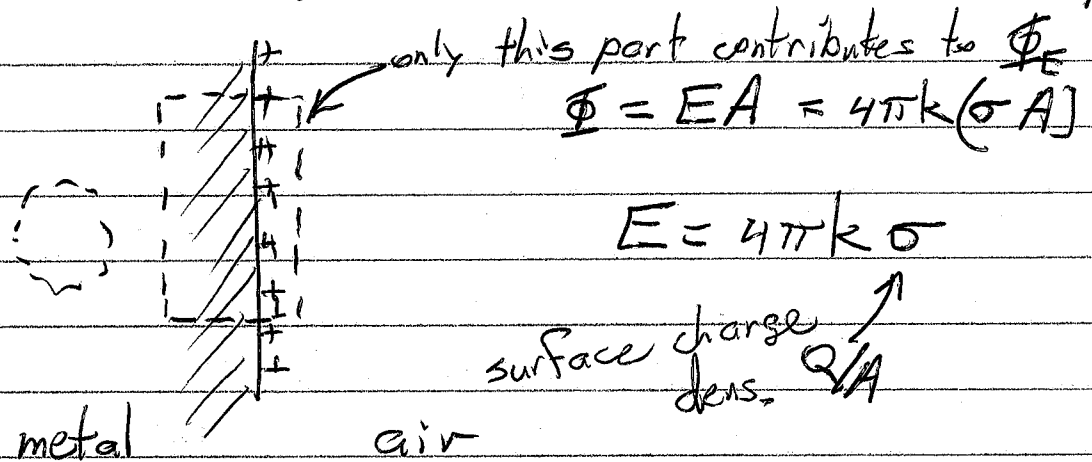 only this part contributes to Φ_E
Φ = EA = 4πk(σA]
E = 4πkσ
surface charge dens. Q/A
metal air